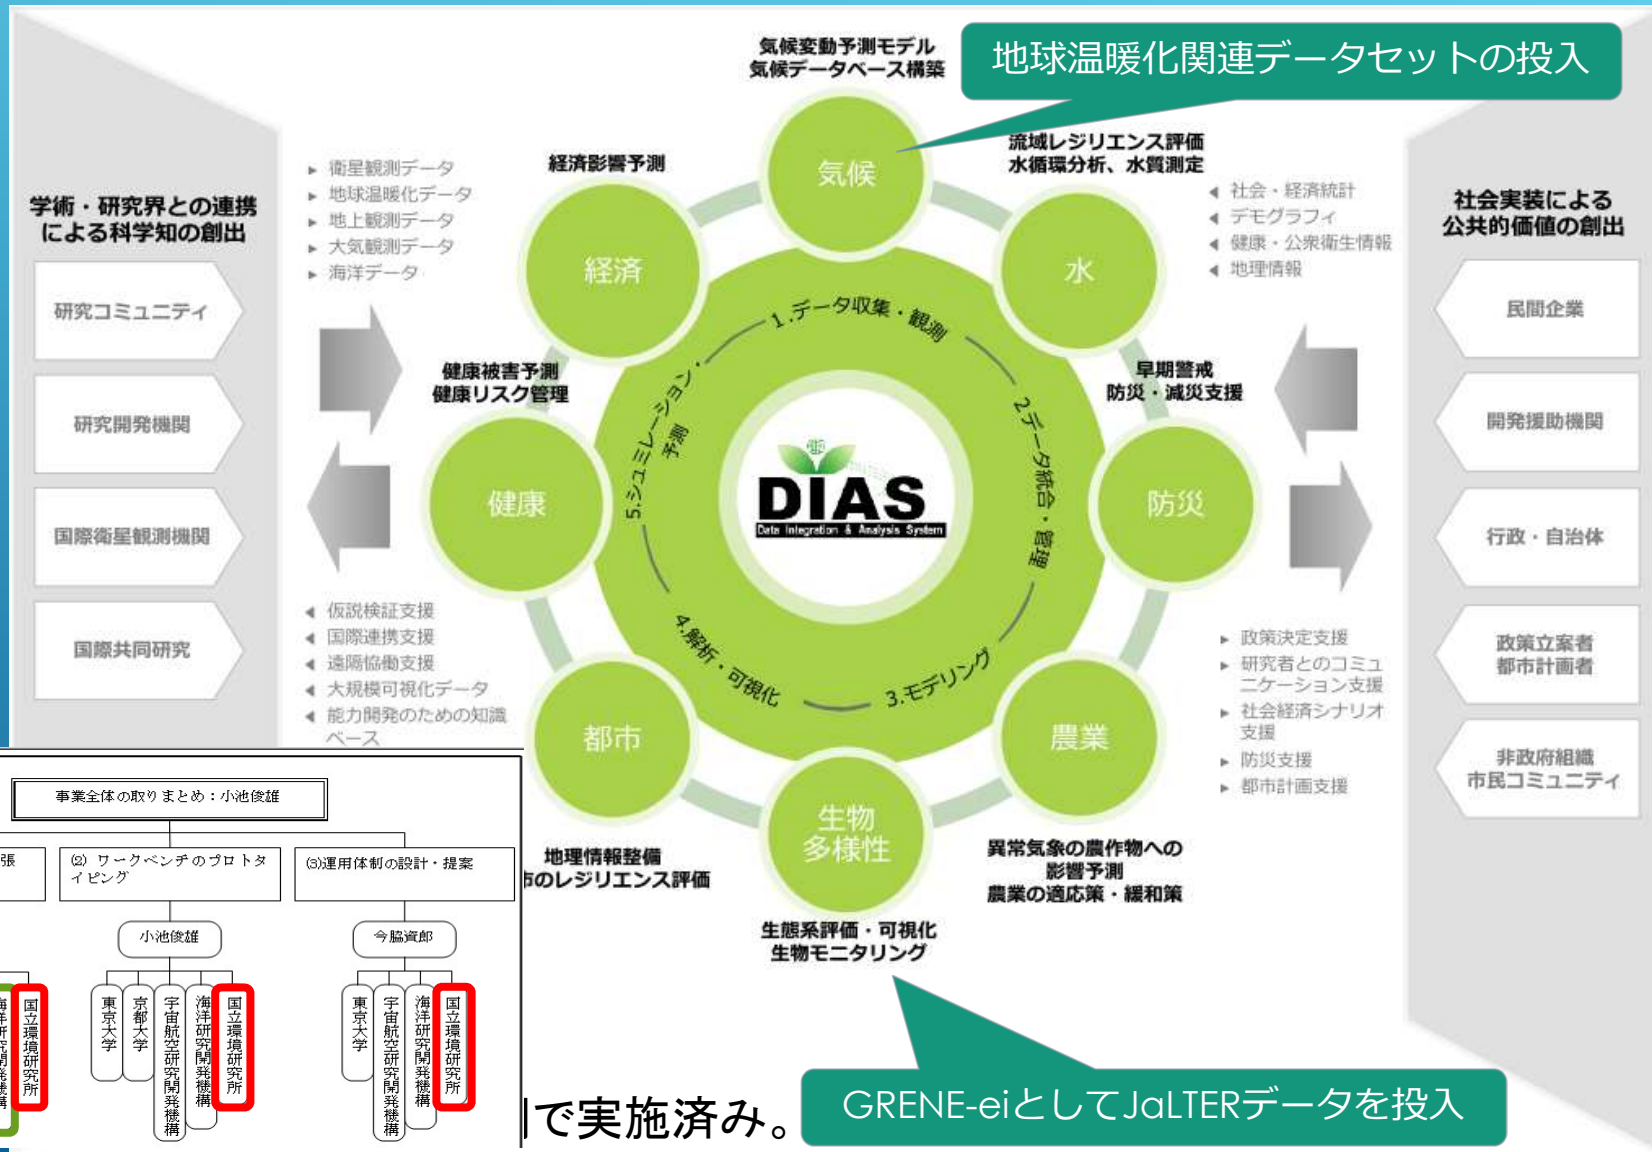 気候変動予測モデル
気候データベース構築
地球温暖化関連データセットの投入
学術・研究界との連携
による科学知の創出
研究コミュニティ
研究開発機関
国際衛星観測機関
国際共同研究
衛星観測データ
地球温暖化データ
地上観測データ
大気観測データ
海洋データ
経済影響予測
気候
流域レジリエンス評価
水循環分析、水質測定
社会・経済統計
デモグラフィ
健康・公衆衛生情報
地理情報
社会実装による
公共的価値の創出
民間企業
開発援助機関
行政・自治体
政策立案者
都市計画者
非政府組織
市民コミュニティ
経済
水
健康被害予測
健康リスク管理
早期警戒
防災・減災支援
健康
防災
1.データ収集・観測
2.データ統合・管理
3.モデリング
4.解析・可視化
5.シュミレーション・
予測
DIAS
Data Integration & Analysis System
仮説検証支援
国際連携支援
遠隔協働支援
大規模可視化データ
能力開発のための知識
ベース
政策決定支援
研究者とのコミュ
ニケーション支援
社会経済シナリオ
支援
防災支援
都市計画支援
都市
農業
生物
多様性
地理情報整備
市のレジリエンス評価
異常気象の農作物への
影響予測
農業の適応策・緩和策
生態系評価・可視化
生物モニタリング
事業全体の取りまとめ：小池俊雄
張
(2) ワークベンチのプロトタ
イピング
(3)運用体制の設計・提案
小池俊雄
今脇資郎
海洋研究開発機構
国立環境研究所
東京大学
京都大学
宇宙航空研究開発機構
海洋研究開発機構
国立環境研究所
東京大学
宇宙航空研究開発機構
海洋研究開発機構
国立環境研究所
で実施済み。
GRENE-eiとしてJaLTERデータを投入